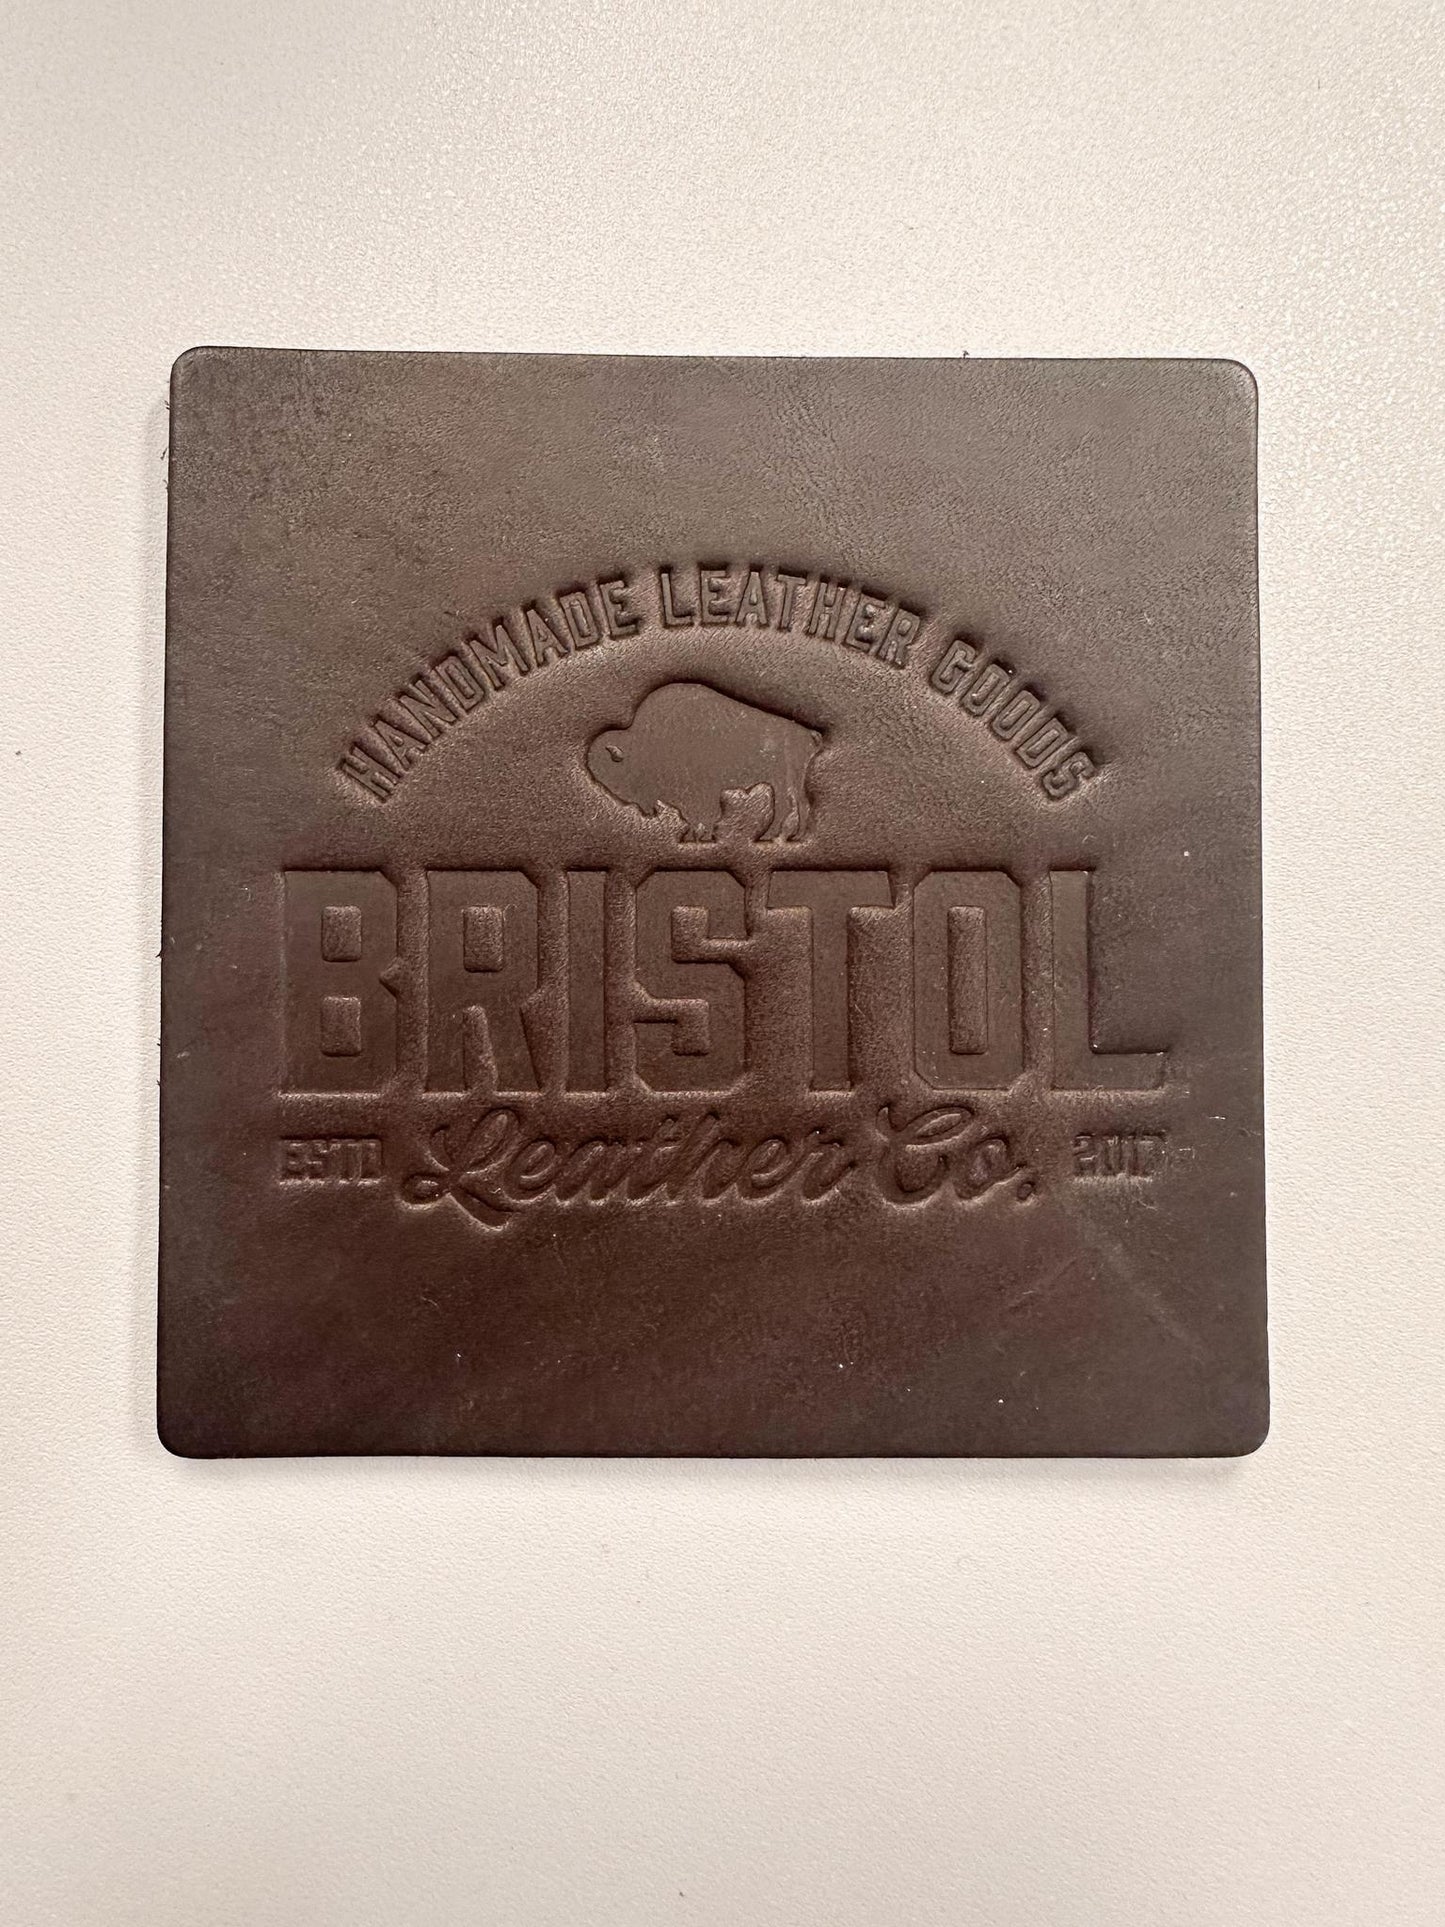 HANDMADE LEATHER GOODS
BRISTOL
ESTD Leather Co. 2017